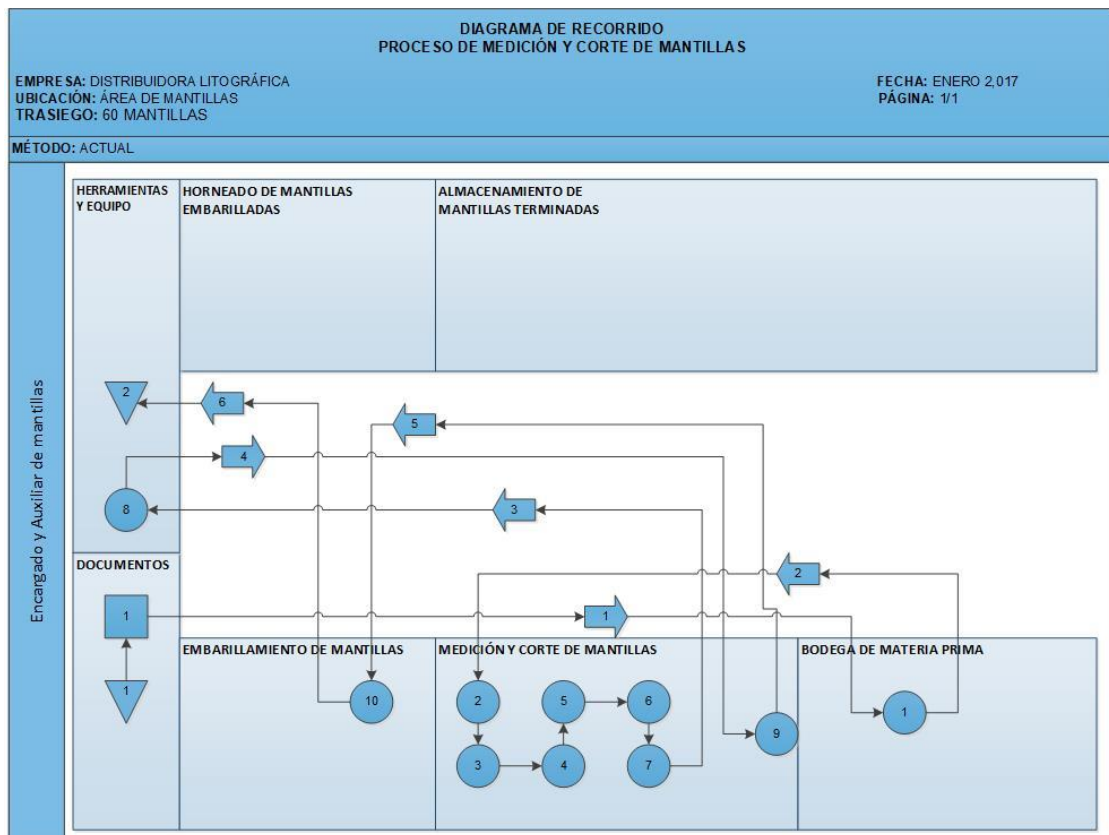 DIAGRAMA DE RECORRIDO
PROCESO DE MEDICIÓN Y CORTE DE MANTILLAS
EMPRESA: DISTRIBUIDORA LITOGRÁFICA
FECHA: ENERO 2,017
UBICACIÓN: ÁREA DE MANTILLAS
PÁGINA: 1/1
TRASIEGO: 60 MANTILLAS
MÉTODO: ACTUAL
Encargado y Auxiliar de mantillas
HERRAMIENTAS
Y EQUIPO
HORNEADO DE MANTILLAS
EMBARILLADAS
ALMACENAMIENTO DE
MANTILLAS TERMINADAS
2
6
5
4
8
3
DOCUMENTOS
2
1
1
EMBARILLAMIENTO DE MANTILLAS
MEDICIÓN Y CORTE DE MANTILLAS
BODEGA DE MATERIA PRIMA
1
10
2
5
6
1
9
3
4
7